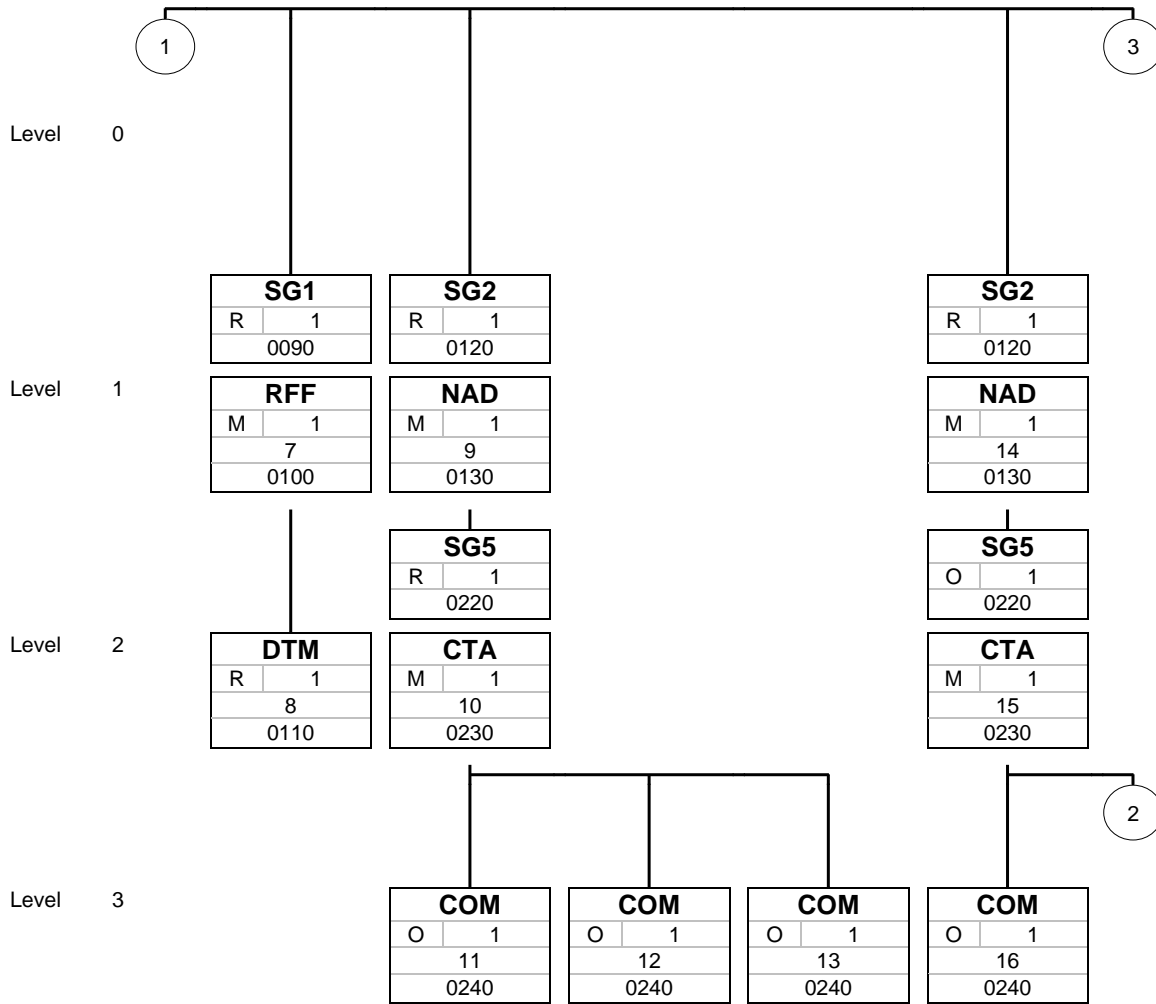 1 3
Level 0
SG1 SG2 SG2
R 1 R 1 R 1
0090 0120 0120
Level 1 RFF NAD NAD
M 1 M 1 M 1
7 9 14
0100 0130 0130
SG5 SG5
R 1 O 1
0220 0220
Level 2 DTM CTA CTA
R 1 M 1 M 1
8 10 15
0110 0230 0230
2
Level 3 COM COM COM COM
O 1 O 1 O 1 O 1
11 12 13 16
0240 0240 0240 0240